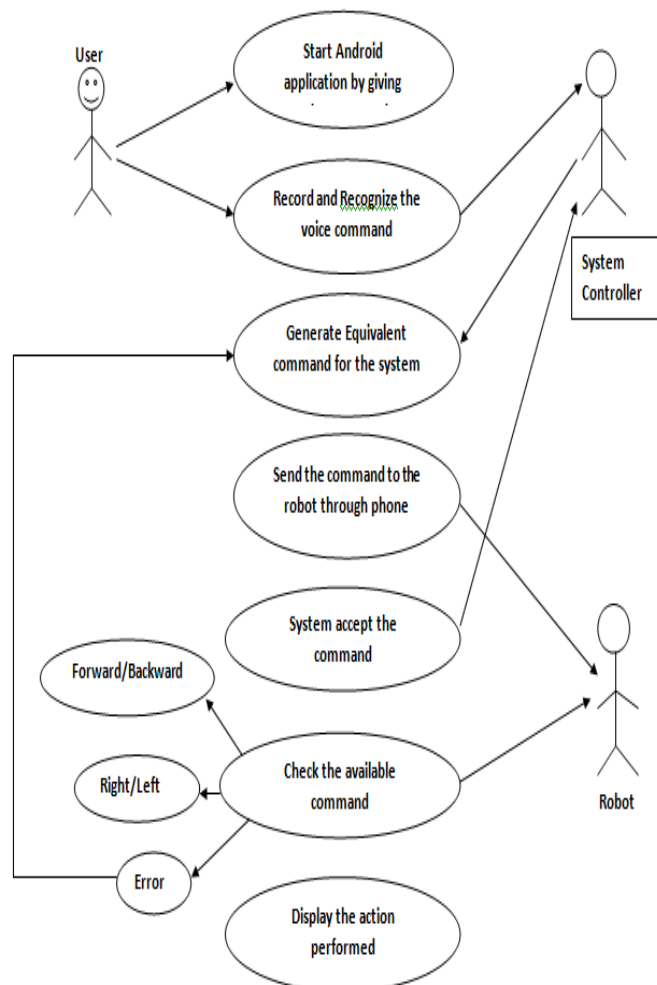 User
Start Android
application by giving
Record and Recognize the
voice command
System
Controller
Generate Equivalent
command for the system
Send the command to the
robot through phone
System accept the
command
Forward/Backward
Check the available
command
Right/Left
Robot
Error
Display the action
performed